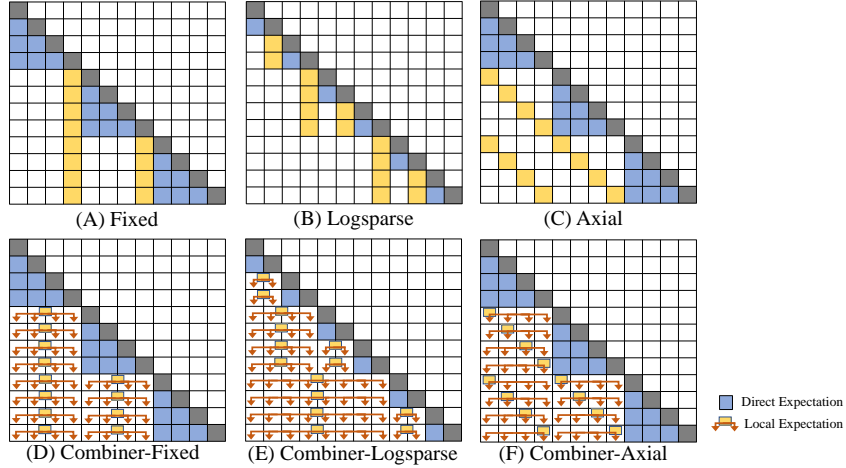 (A) Fixed
(B) Logsparse
(C) Axial
(D) Combiner-Fixed
(E) Combiner-Logsparse
(F) Combiner-Axial
Direct Expectation
Local Expectation